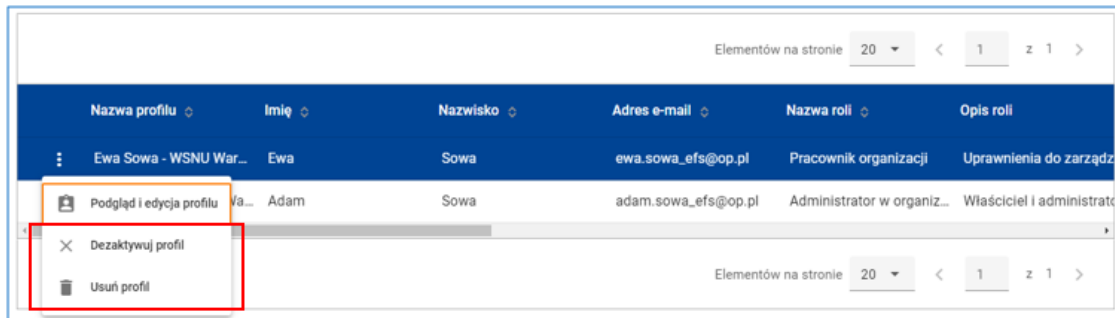 Elementów na stronie 20 1 z 1
Nazwa profilu Imię Nazwisko Adres e-mail Nazwa roli Opis roli
Ewa Sowa - WSNU War... Ewa Sowa ewa.sowa_efs@op.pl Pracownik organizacji Uprawnienia do zarządz
Podgląd i edycja profilu Va... Adam Sowa adam.sowa_efs@op.pl Administrator w organiz... Właściciel i administrato
Dezaktywuj profil
Usuń profil
Elementów na stronie 20 1 z 1